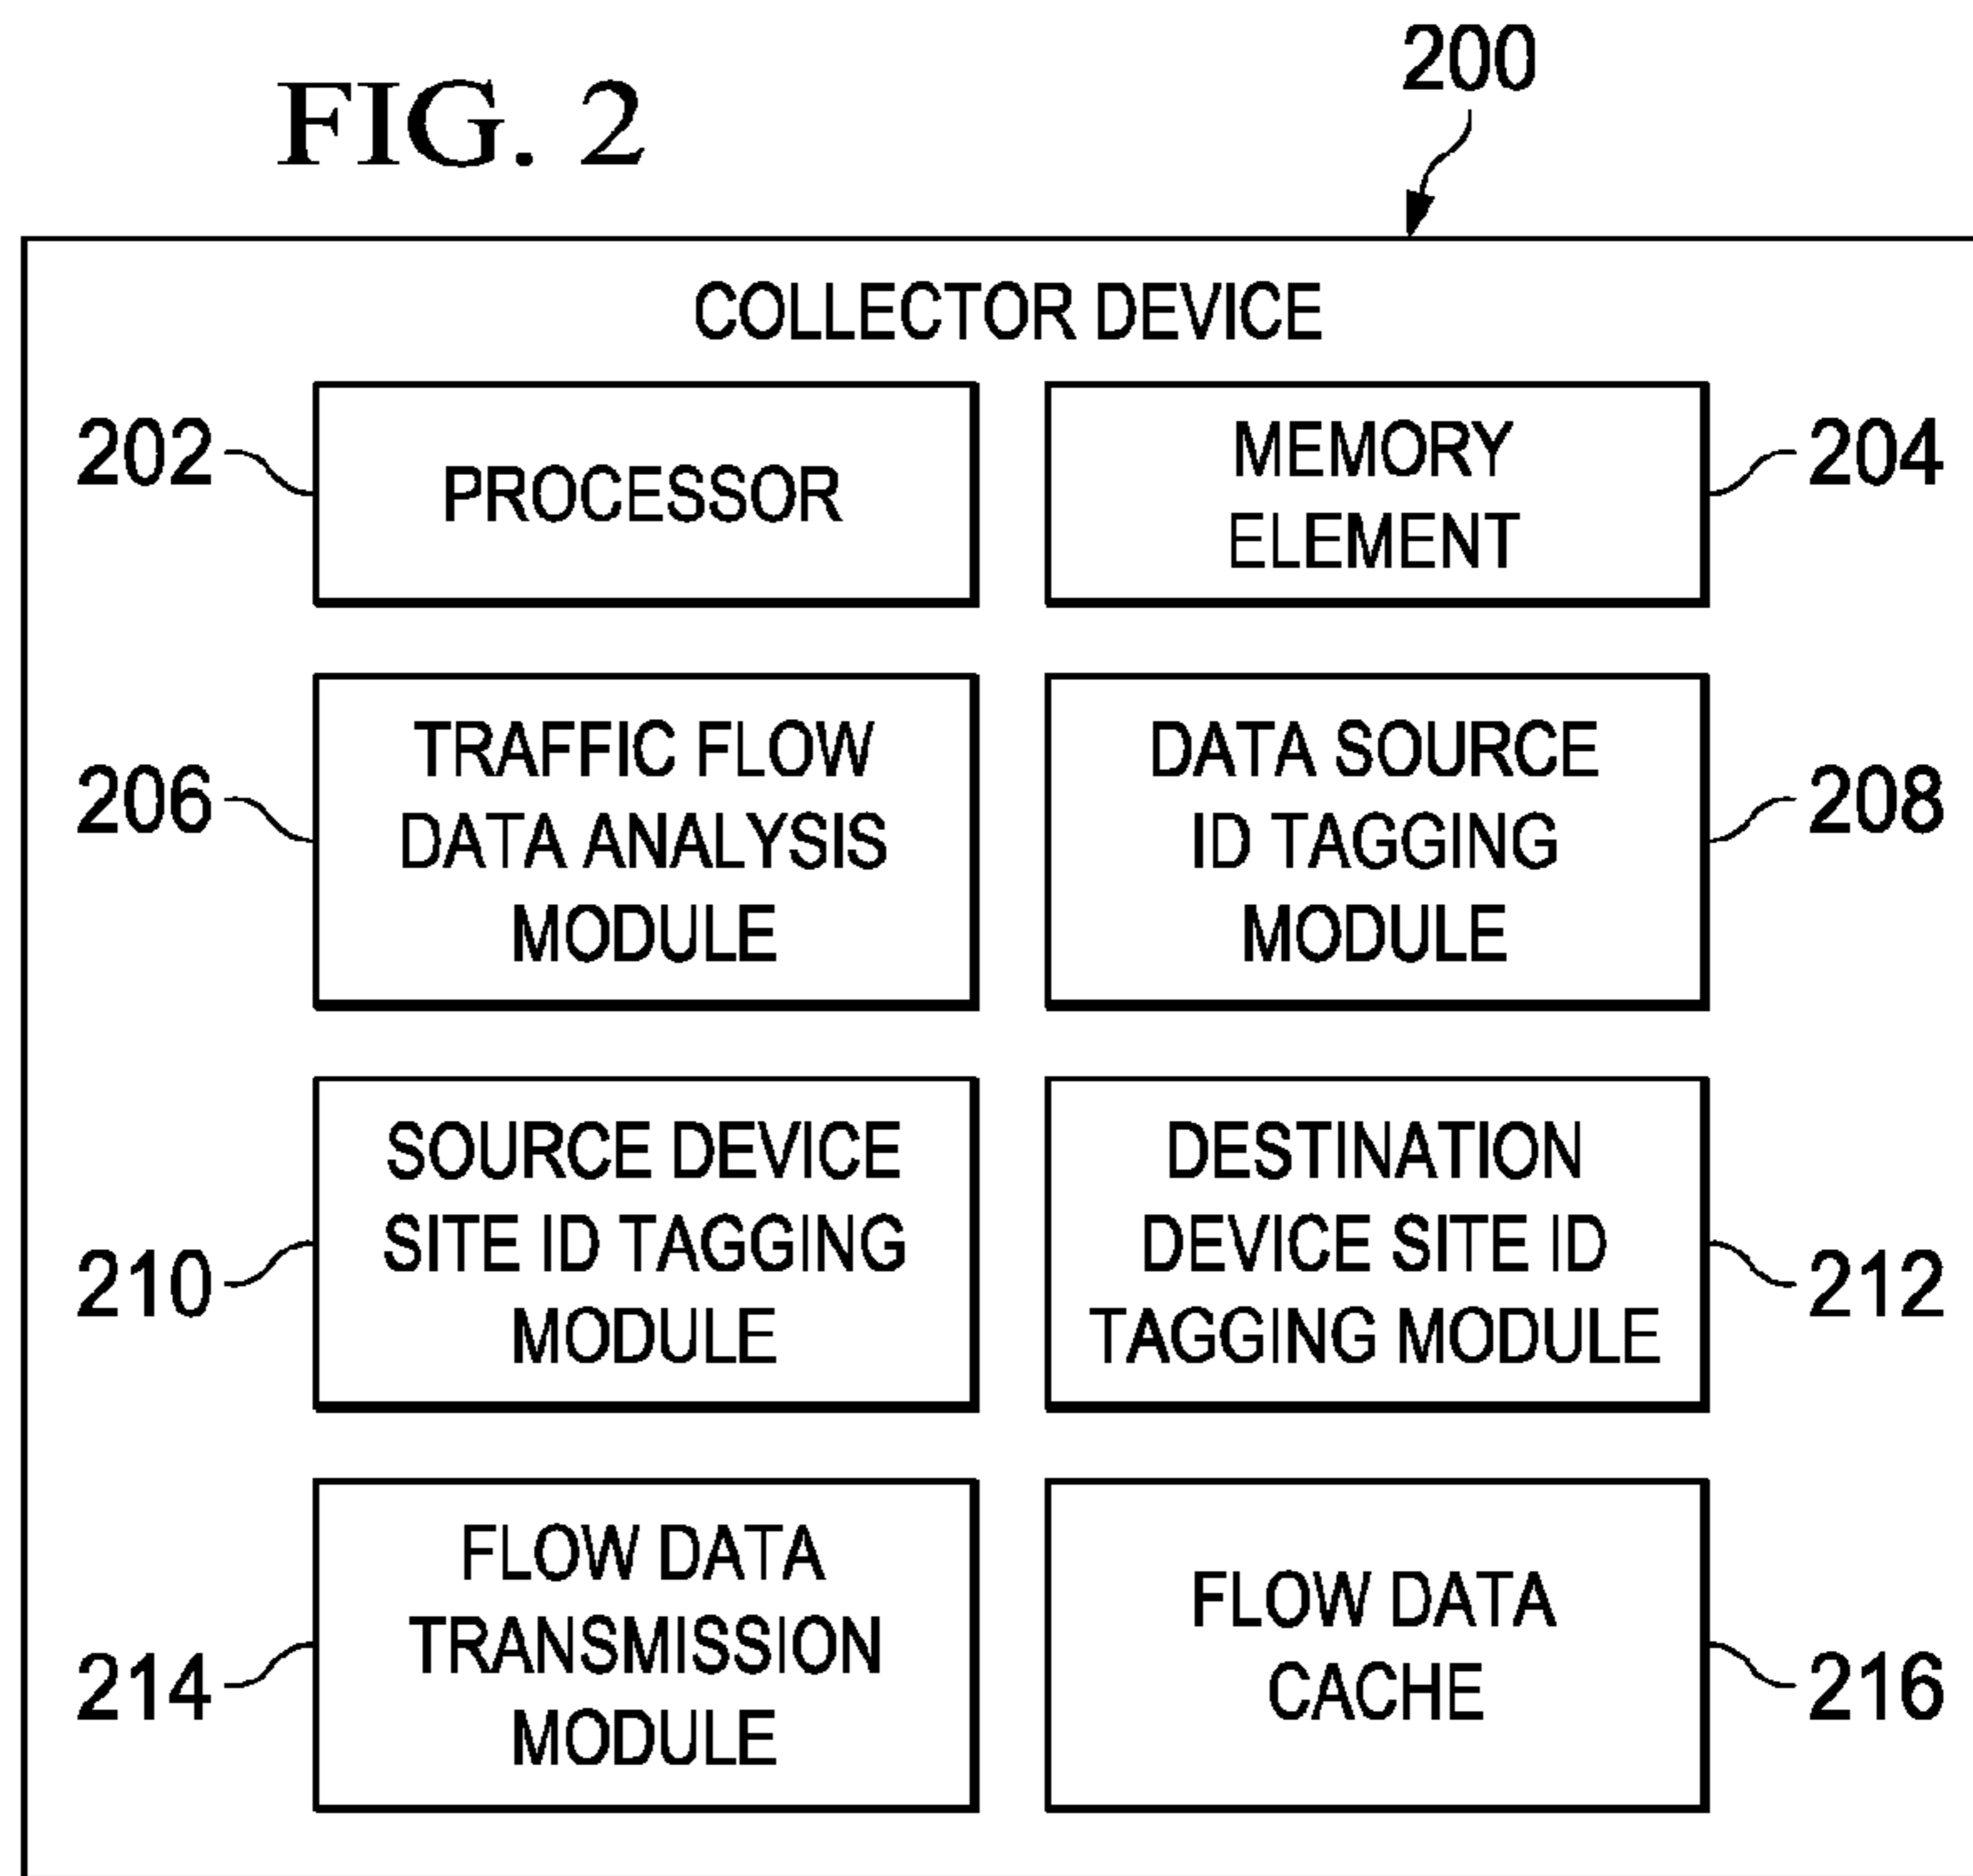 FIG. 2
200
COLLECTOR DEVICE
202
PROCESSOR
MEMORY
ELEMENT
204
206
TRAFFIC FLOW
DATA ANALYSIS
MODULE
DATA SOURCE
ID TAGGING
MODULE
208
210
SOURCE DEVICE
SITE ID TAGGING
MODULE
DESTINATION
DEVICE SITE ID
TAGGING MODULE
212
214
FLOW DATA
TRANSMISSION
MODULE
FLOW DATA
CACHE
216